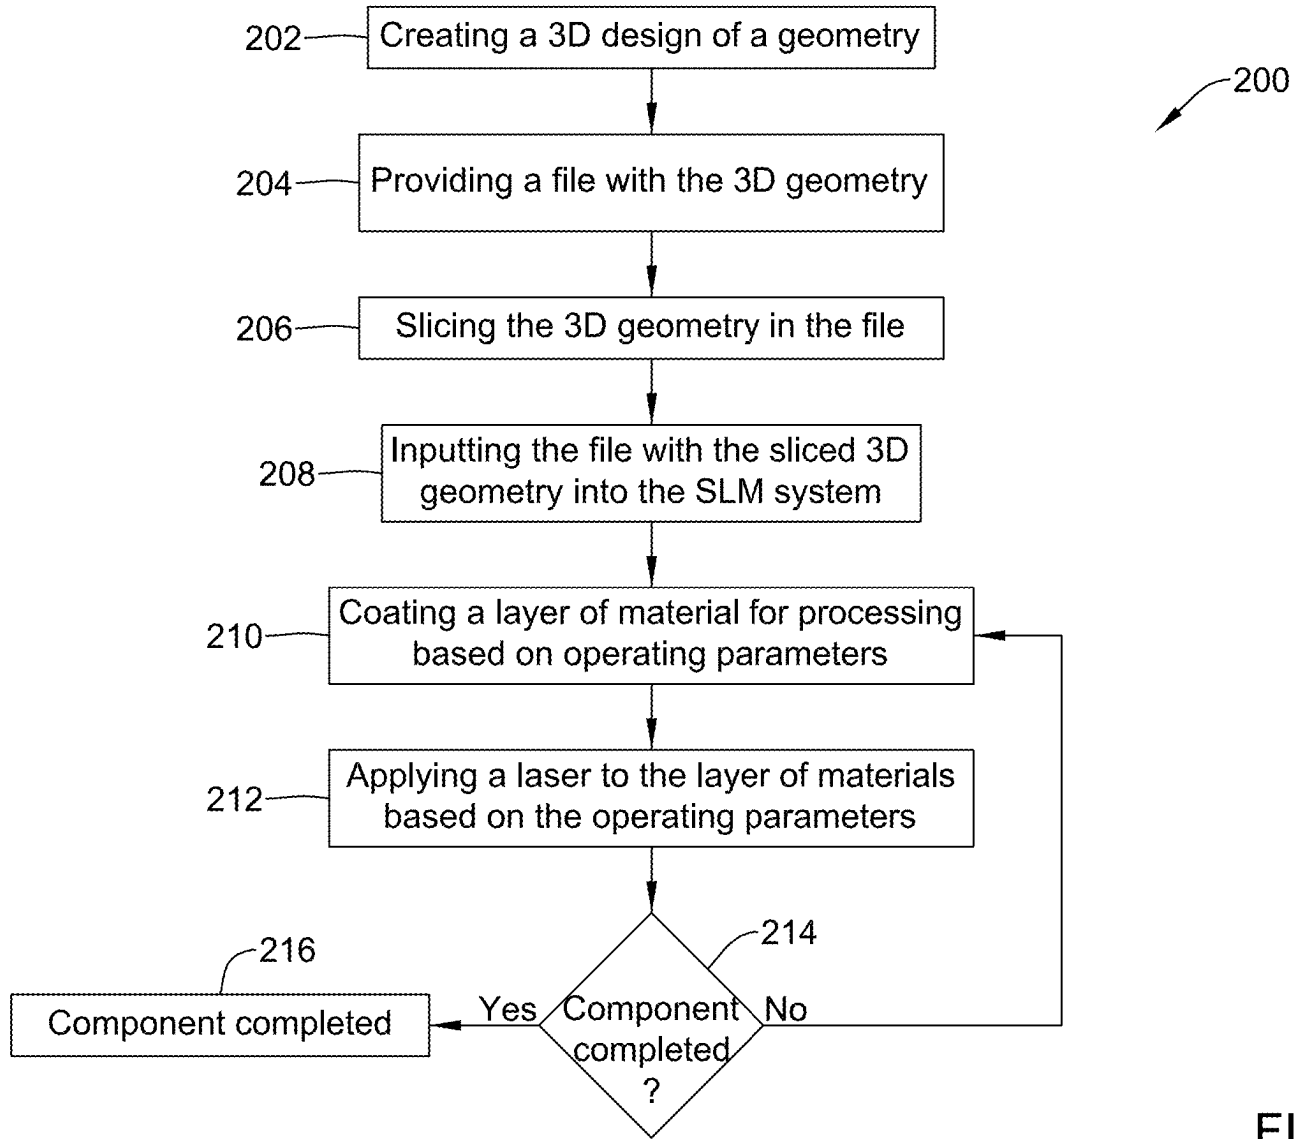 202
Creating a 3D design of a geometry
200
204
Providing a file with the 3D geometry
206
Slicing the 3D geometry in the file
208
Inputting the file with the sliced 3D
geometry into the SLM system
210
Coating a layer of material for processing
based on operating parameters
212
Applying a laser to the layer of materials
based on the operating parameters
214
216
Component completed
Yes
Component
completed
?
No